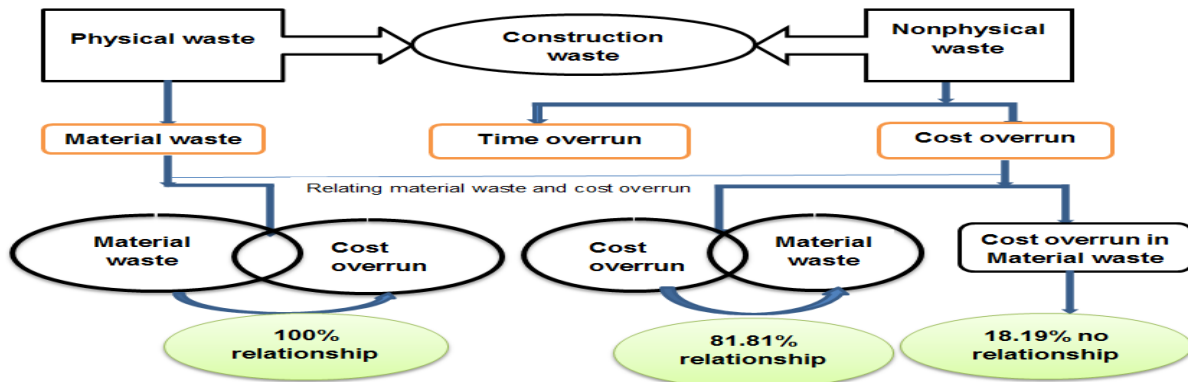 Physical waste
Construction
waste
Nonphysical
waste
Material waste
Time overrun
Cost overrun
Relating material waste and cost overrun
Material
waste
Cost
overrun
Cost
overrun
Material
waste
Cost overrun in
Material waste
100%
relationship
81.81%
relationship
18.19% no
relationship